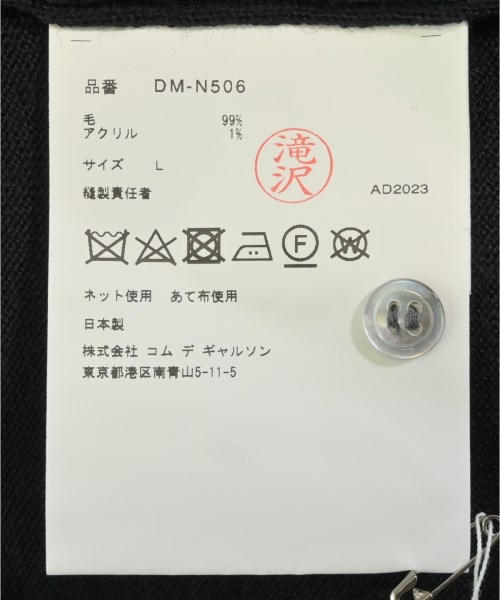 品番 DM-N506
毛 99%
アクリル 1%
サイズ L
縫製責任者
滝沢
AD2023
F
W
ネット使用 あて布使用
日本製
株式会社 コム デ ギャルソン
東京都港区南青山5-11-5